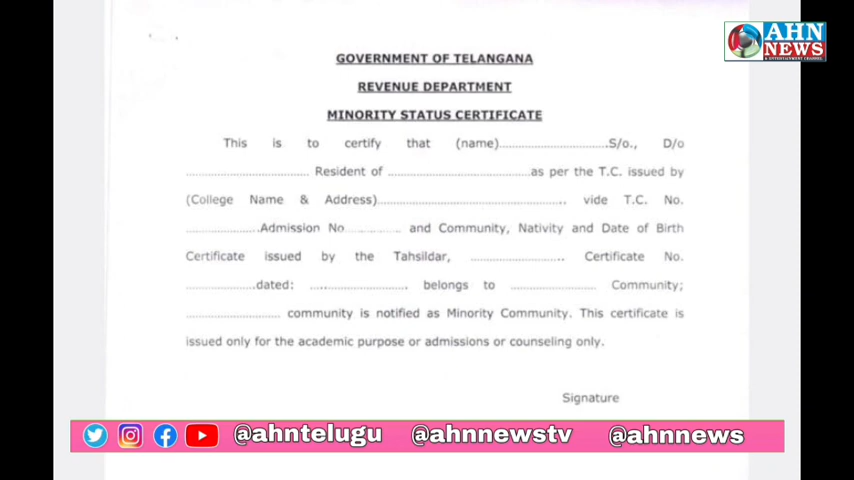 AHN
NEWS
& ENTERTAINMENT CHANNEL
GOVERNMENT OF TELANGANA
REVENUE DEPARTMENT
MINORITY STATUS CERTIFICATE
This is to certify that (name)..............................S/o., D/o
................................. Resident of ......................................as per the T.C. issued by
(College Name & Address).................................................. vide T.C. No.
....................Admission No............... and Community, Nativity and Date of Birth
Certificate issued by the Tahsildar, ......................... Certificate No.
...................dated: .........................., belongs to ....................... Community;
......................... community is notified as Minority Community. This certificate is
issued only for the academic purpose or admissions or counseling only.
Signature
@ahntelugu @ahnnewstv @ahnnews